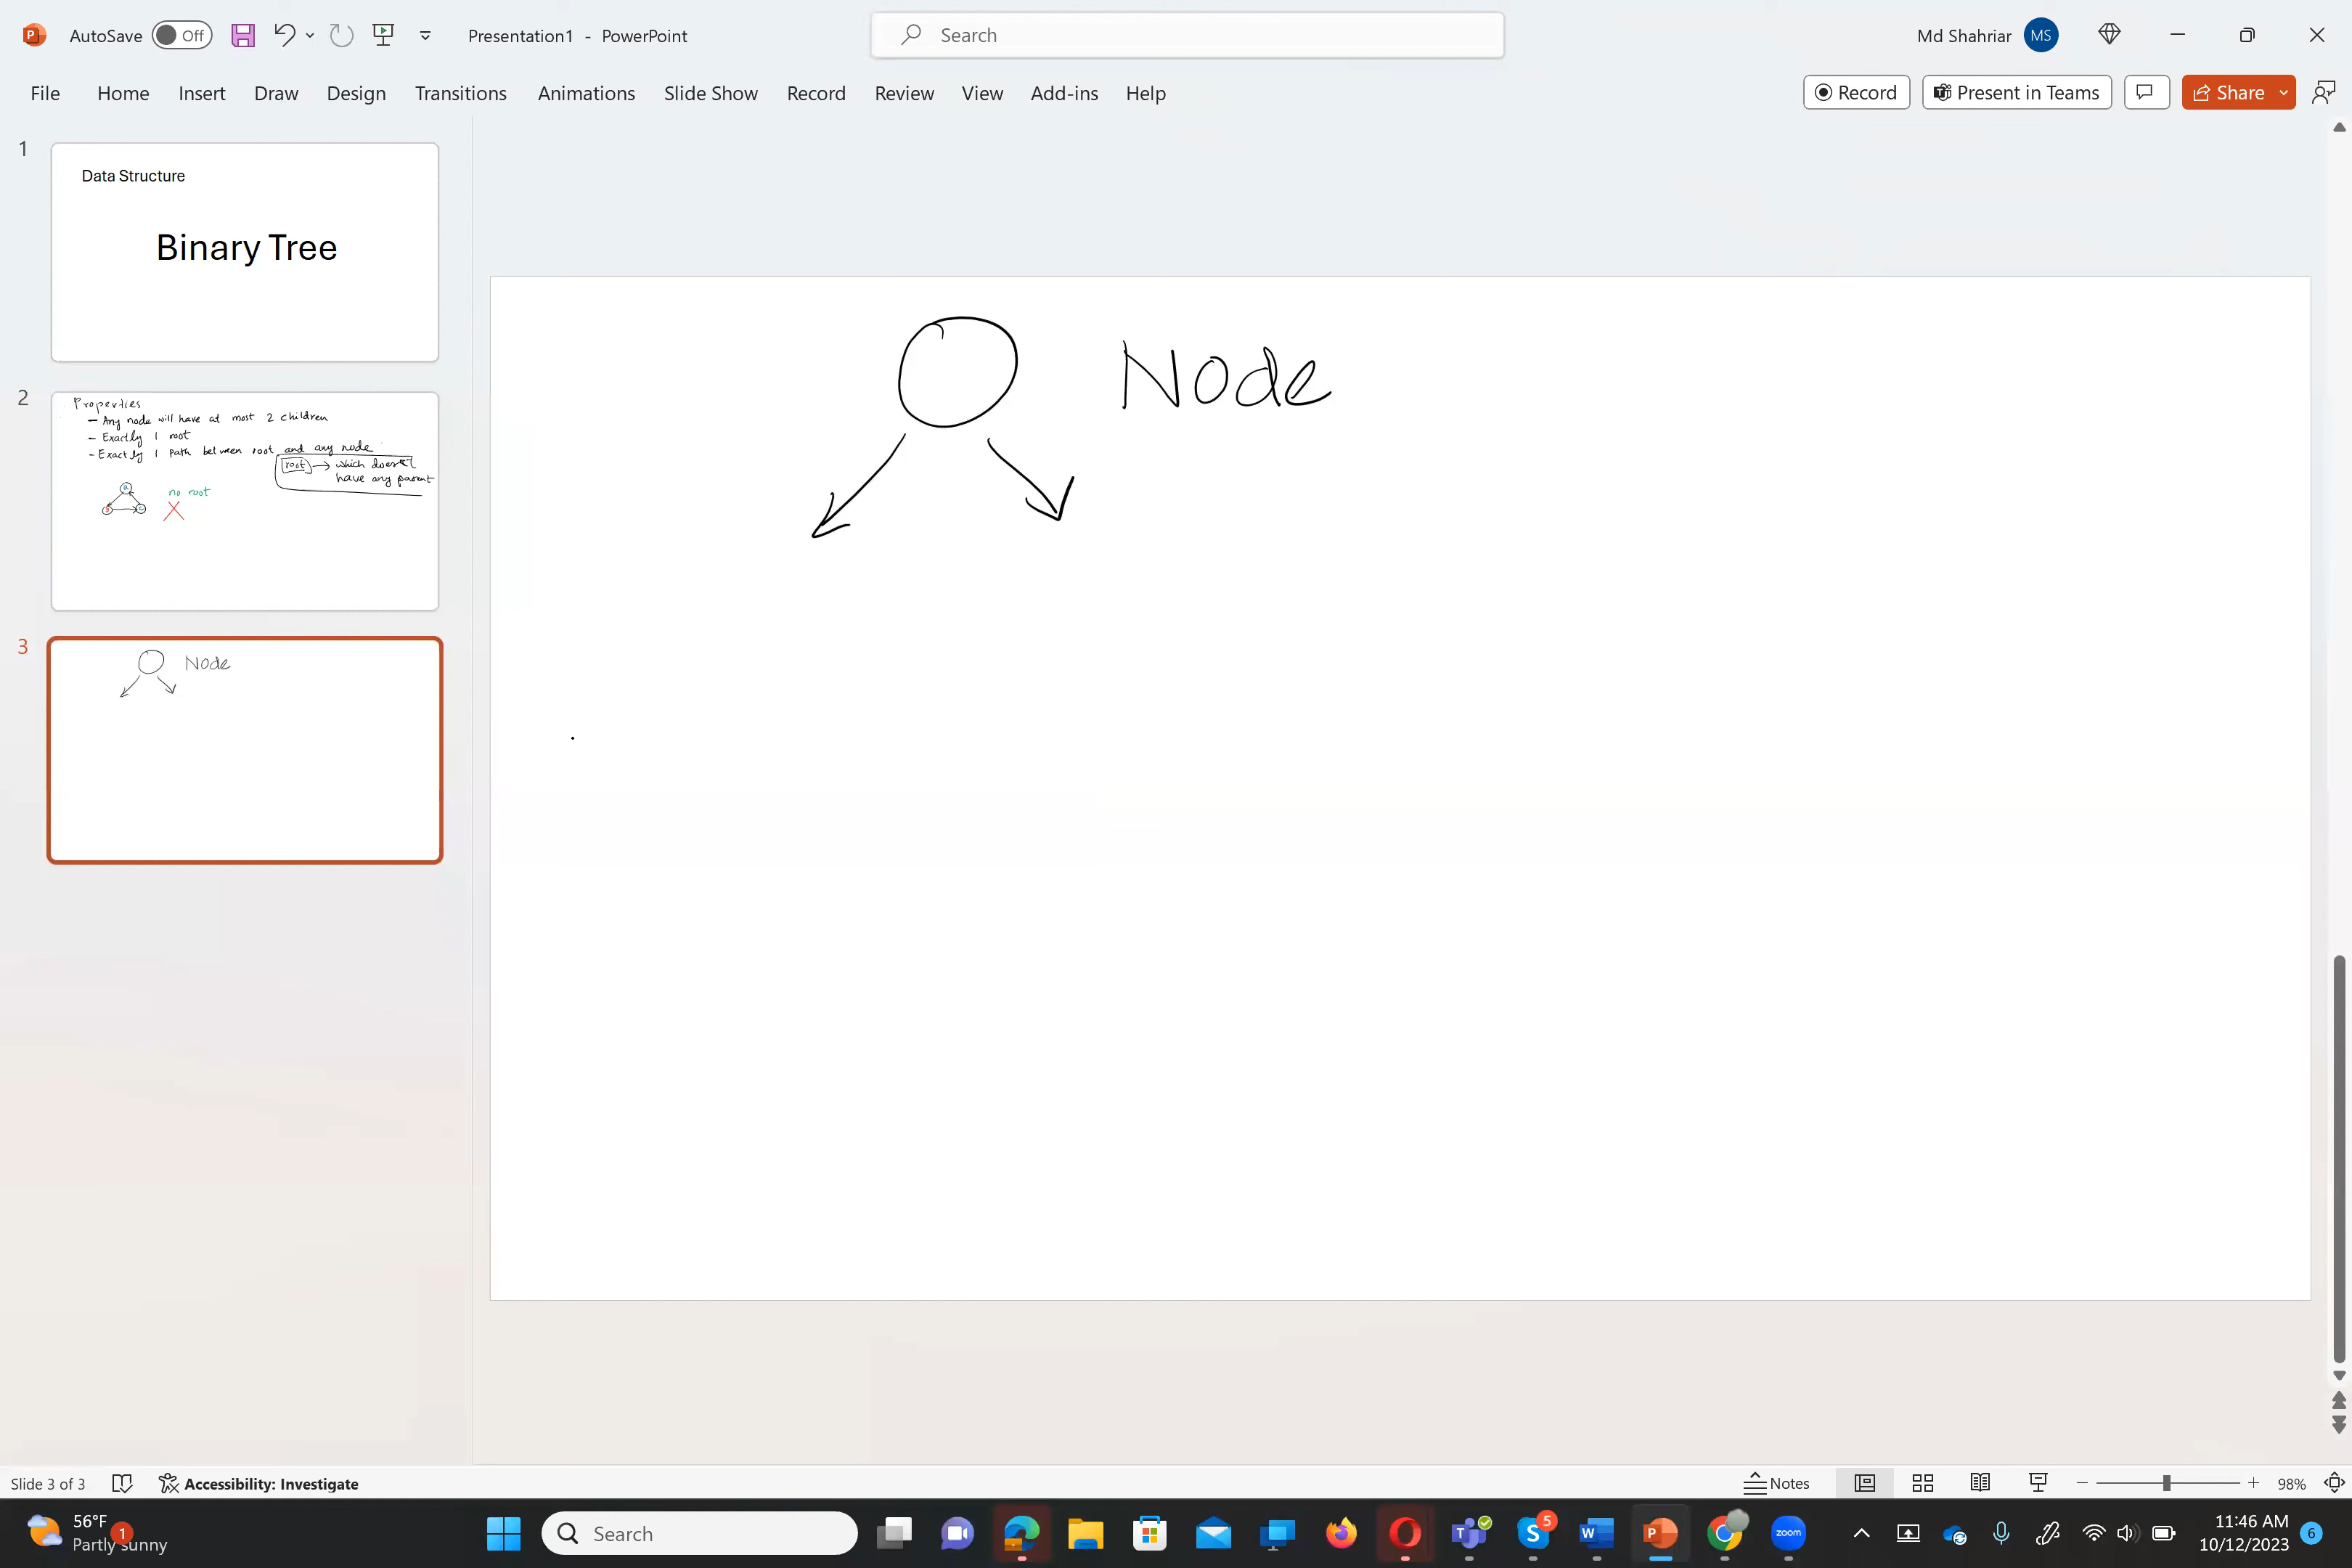 AutoSave Off Presentation1 - PowerPoint Search Md Shahriar MS
File Home Insert Draw Design Transitions Animations Slide Show Record Review View Add-ins Help Record Present in Teams Share
1
Data Structure
Binary Tree
2
Properties
— Any node will have at most 2 children
- Exactly 1 root
- Exactly 1 path between root and any node
root → which doesn't
have any parent
a
b c
no root
3
Node
Node
Slide 3 of 3 Accessibility: Investigate Notes 98%
56°F
1
Partly sunny
Search
5
zoom
11:46 AM
10/12/2023
6